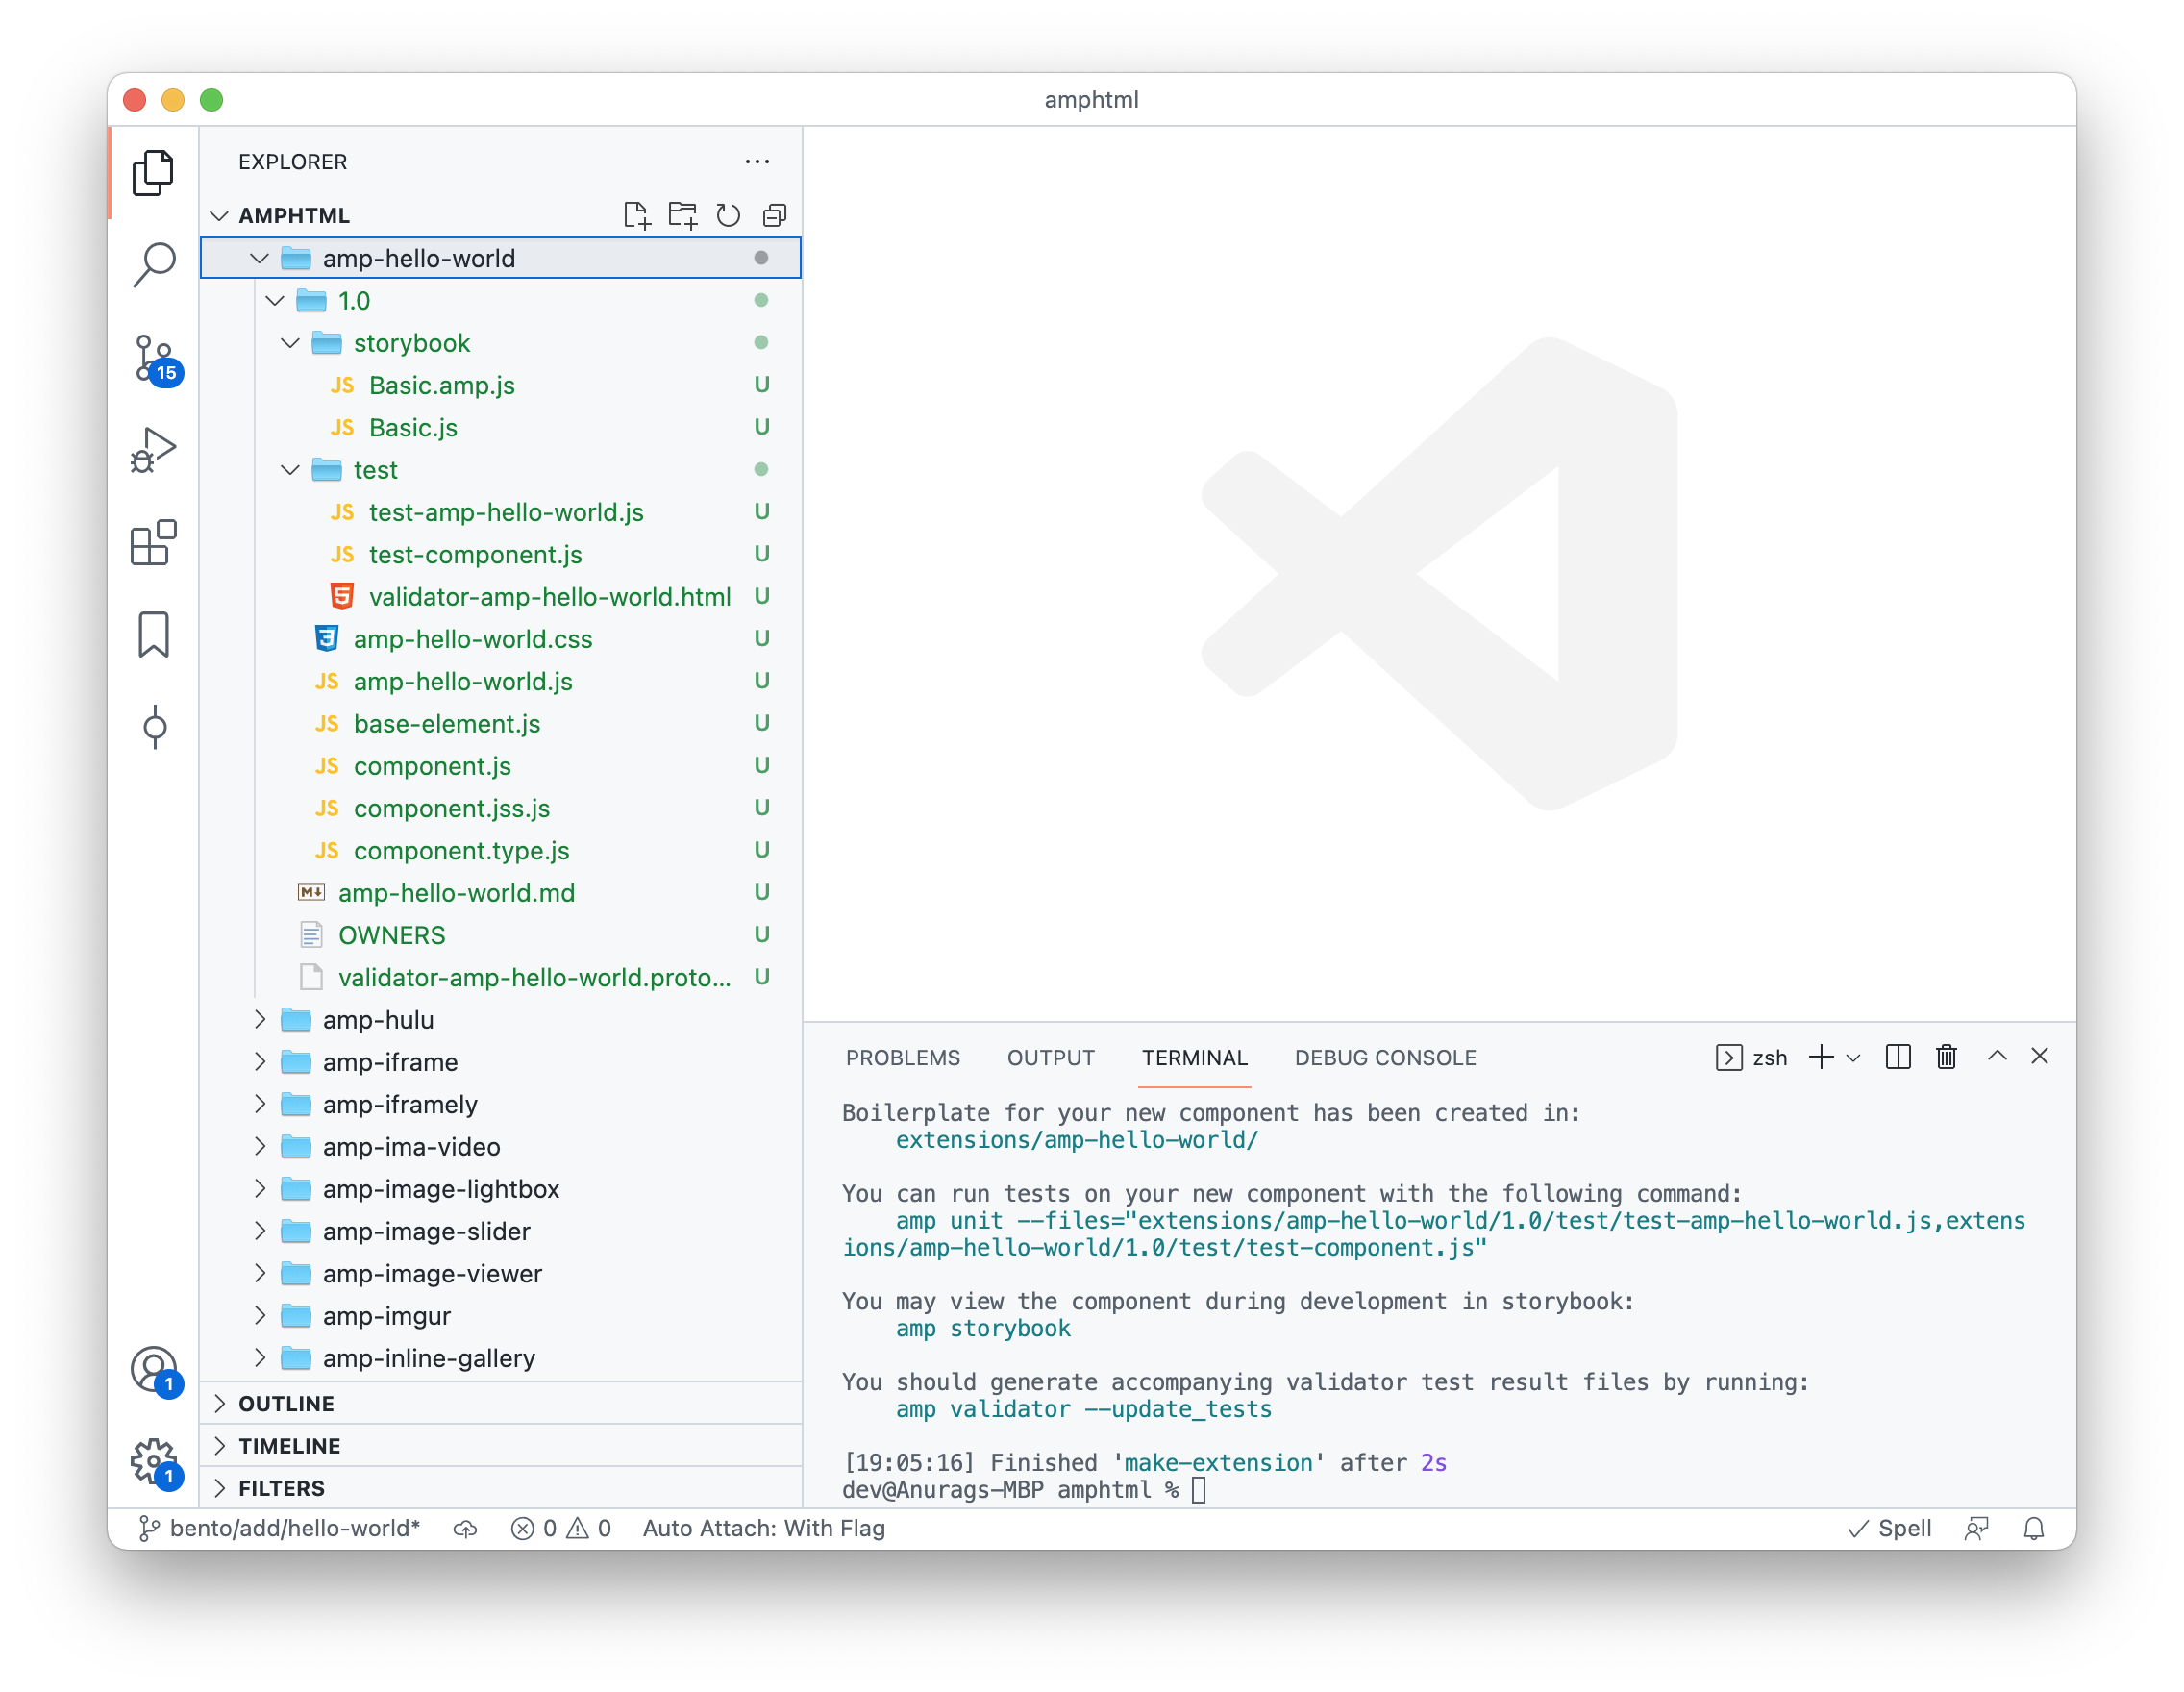 amphtml
EXPLORER
AMPHTML
amp-hello-world
1.0
storybook
JS Basic.amp.js U
JS Basic.js U
test
JS test-amp-hello-world.js U
JS test-component.js U
5 validator-amp-hello-world.html U
3 amp-hello-world.css U
JS amp-hello-world.js U
JS base-element.js U
JS component.js U
JS component.jss.js U
JS component.type.js U
M amp-hello-world.md U
OWNERS U
validator-amp-hello-world.proto... U
amp-hulu
amp-iframe
amp-iframely
amp-ima-video
amp-image-lightbox
amp-image-slider
amp-image-viewer
amp-imgur
amp-inline-gallery
OUTLINE
TIMELINE
FILTERS
15
1
1
PROBLEMS OUTPUT TERMINAL DEBUG CONSOLE zsh
Boilerplate for your new component has been created in:
extensions/amp-hello-world/
You can run tests on your new component with the following command:
amp unit --files="extensions/amp-hello-world/1.0/test/test-amp-hello-world.js,extens
ions/amp-hello-world/1.0/test/test-component.js"
You may view the component during development in storybook:
amp storybook
You should generate accompanying validator test result files by running:
amp validator --update_tests
[19:05:16] Finished 'make-extension' after 2s
dev@Anurags-MBP amphtml %
bento/add/hello-world* 0 0 Auto Attach: With Flag Spell